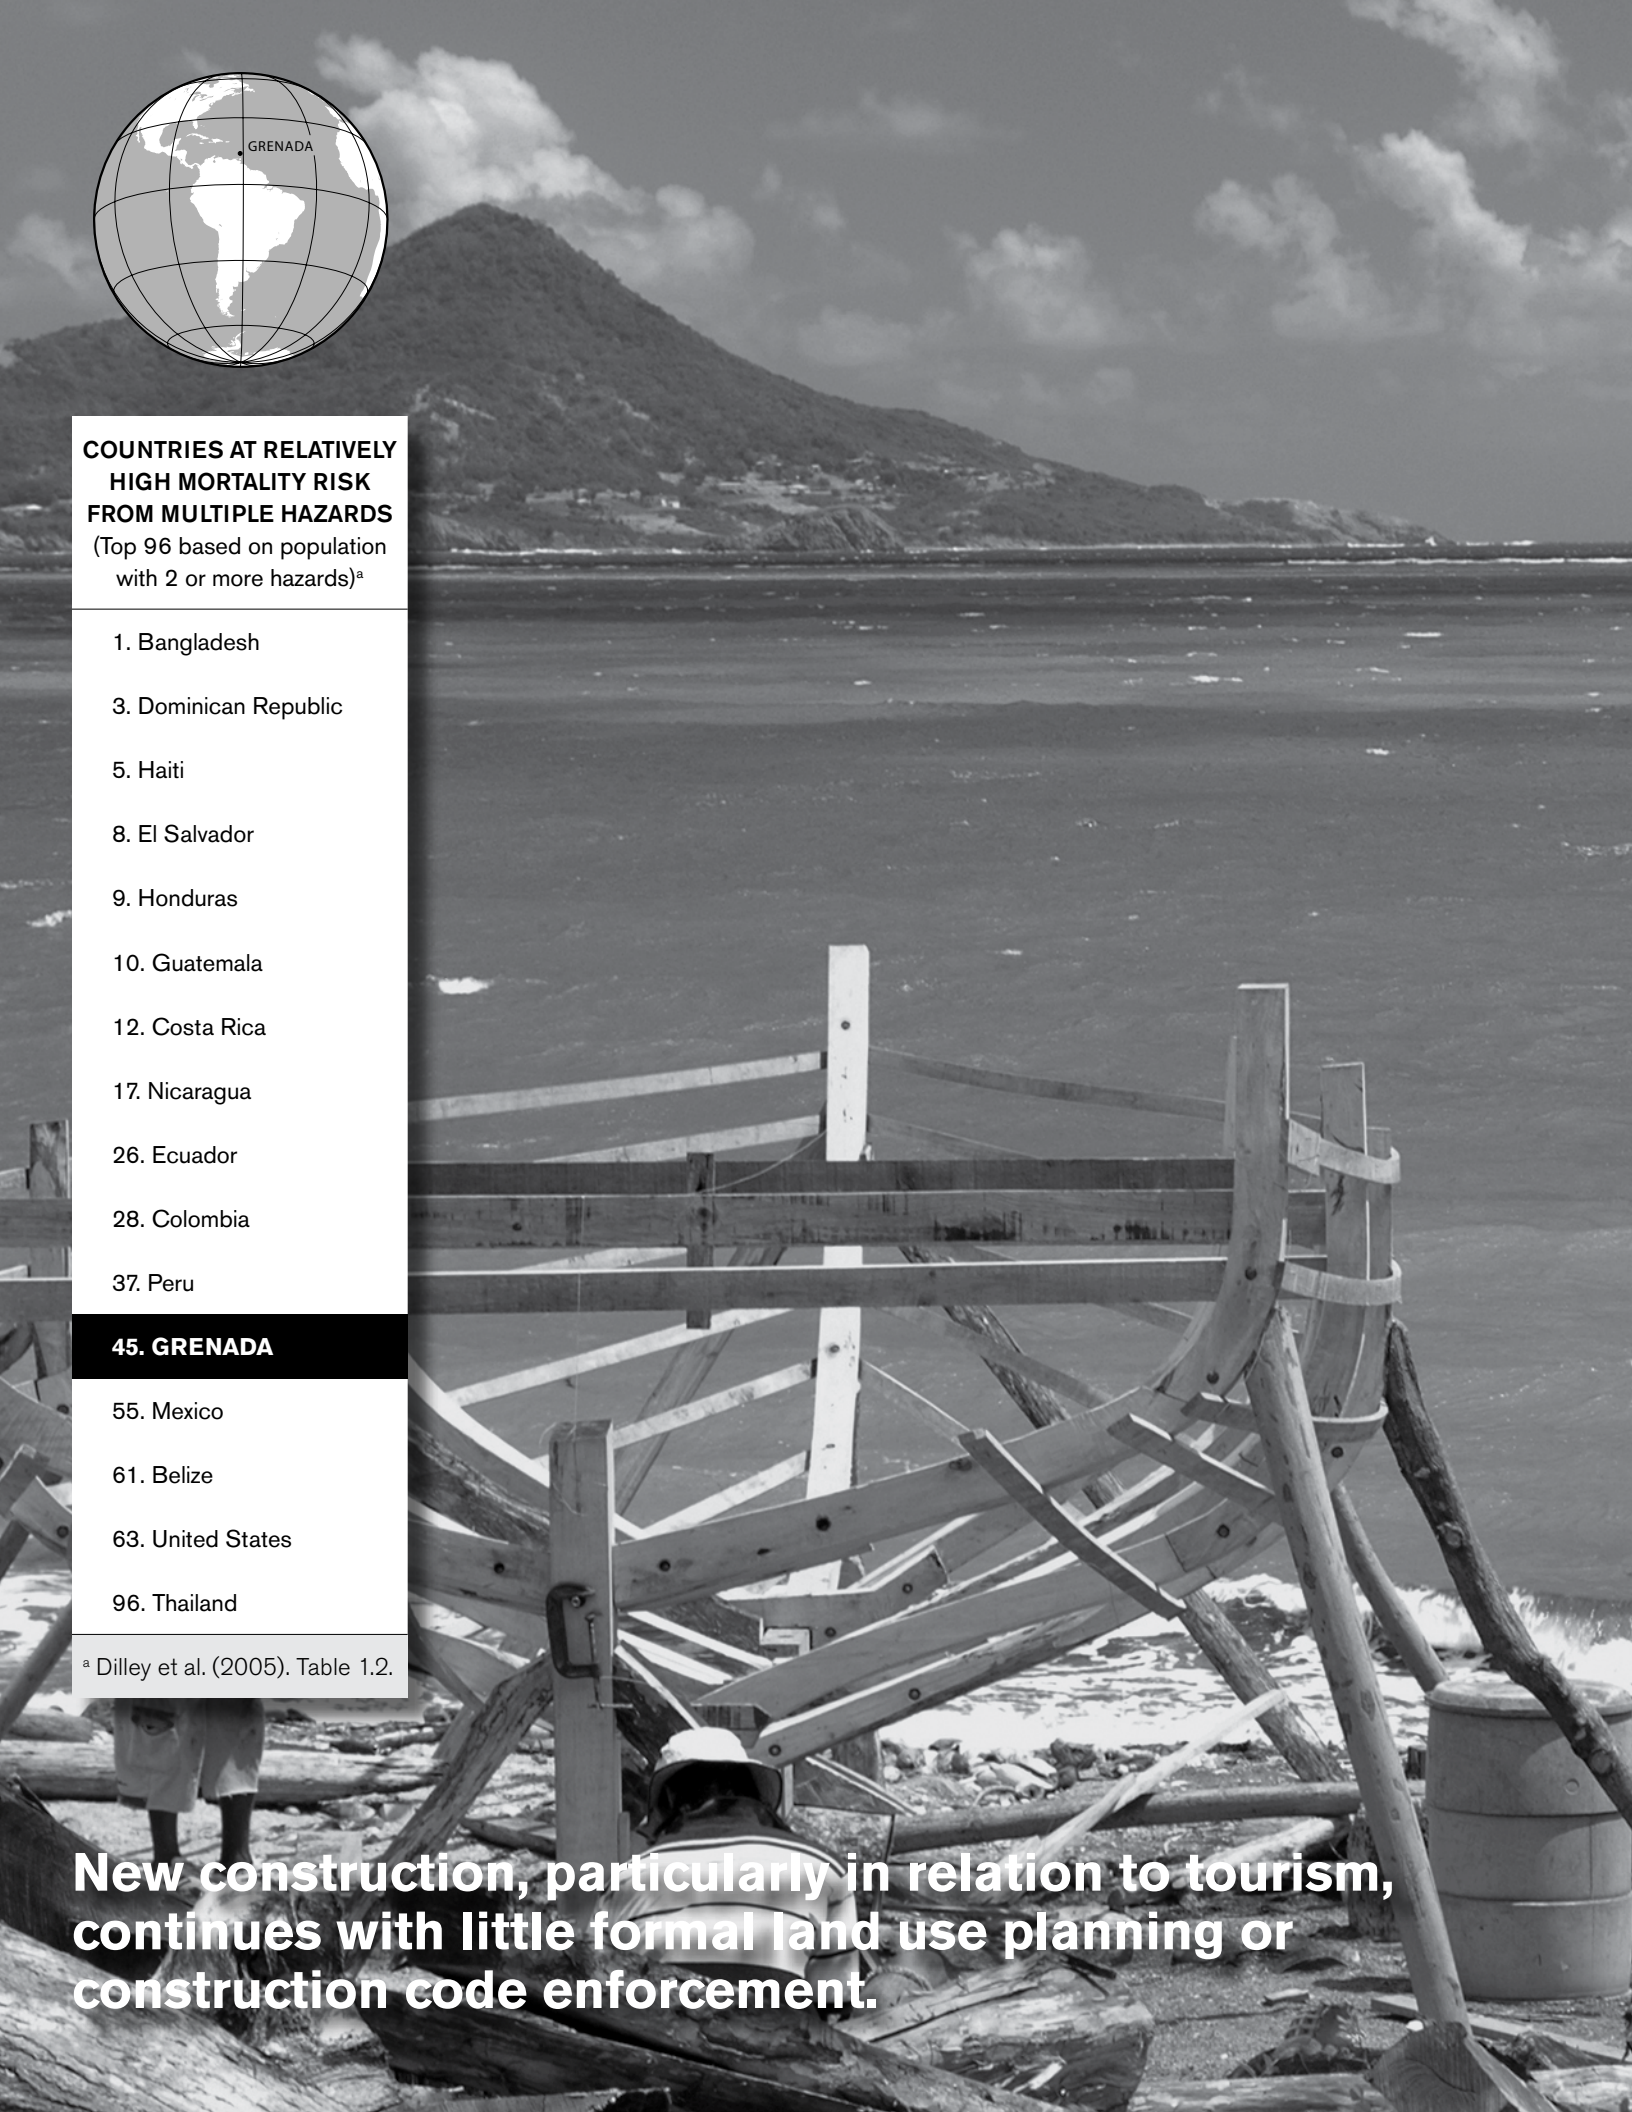 GRENADA
COUNTRIES AT RELATIVELY
HIGH MORTALITY RISK
FROM MULTIPLE HAZARDS
(Top 96 based on population
with 2 or more hazards)ᵃ
1. Bangladesh
3. Dominican Republic
5. Haiti
8. El Salvador
9. Honduras
10. Guatemala
12. Costa Rica
17. Nicaragua
26. Ecuador
28. Colombia
37. Peru
45. GRENADA
55. Mexico
61. Belize
63. United States
96. Thailand
ᵃ Dilley et al. (2005). Table 1.2.
New construction, particularly in relation to tourism,
continues with little formal land use planning or
construction code enforcement.